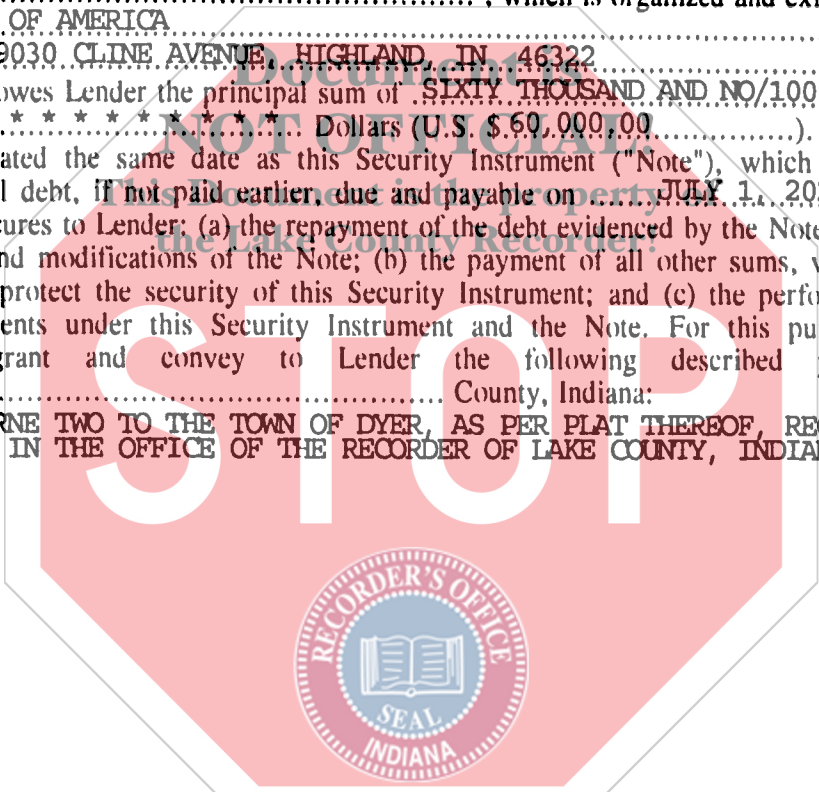 , which is organized and exi
OF AMERICA
9030 CLINE AVENUE, HIGHLAND, IN 46322
Document is
owes Lender the principal sum of SIXTY THOUSAND AND NO/100
* * * * * * * * * Dollars (U.S. $ 60,000.00 ).
NOT OFFICIAL!
ated the same date as this Security Instrument ("Note"), which
l debt, if not paid earlier, due and payable on ...... JULY 1, 20
This Document is the property
cures to Lender: (a) the repayment of the debt evidenced by the Note
the Lake County Recorder!
nd modifications of the Note; (b) the payment of all other sums, v
protect the security of this Security Instrument; and (c) the perfo
ents under this Security Instrument and the Note. For this pu
grant and convey to Lender the following described
County, Indiana:
RNE TWO TO THE TOWN OF DYER, AS PER PLAT THEREOF, RE
IN THE OFFICE OF THE RECORDER OF LAKE COUNTY, INDIAN
STOP
RECORDER'S OFFICE
SEAL
INDIANA